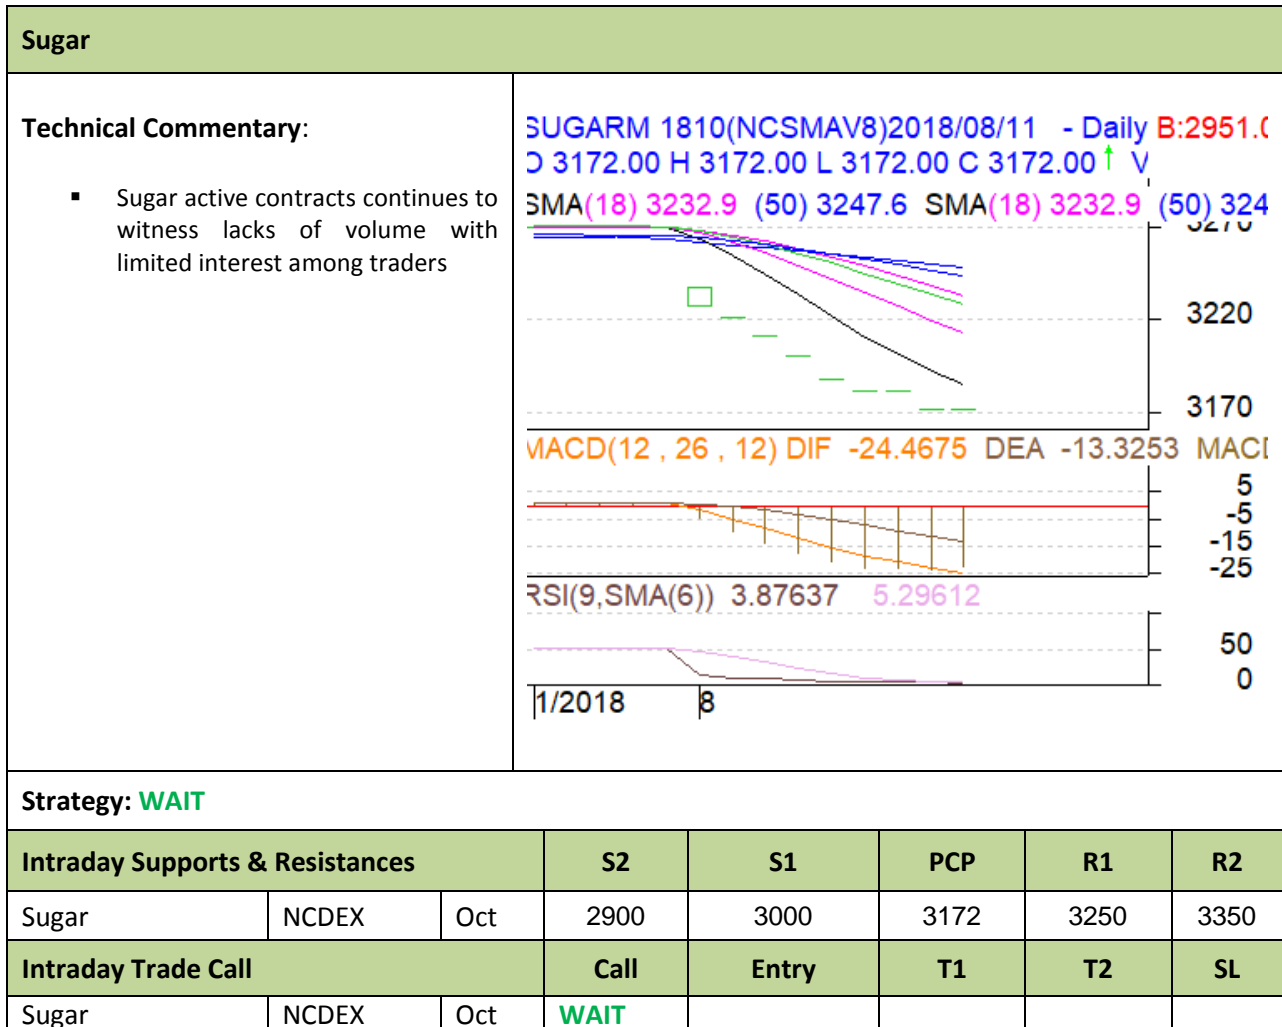 Sugar
Technical Commentary:
▪ Sugar active contracts continues to
witness lacks of volume with
limited interest among traders
SUGARM 1810(NCSMAV8)2018/08/11 - Daily B:2951.0
O 3172.00 H 3172.00 L 3172.00 C 3172.00 V
SMA(18) 3232.9 (50) 3247.6 SMA(18) 3232.9 (50) 324
3270
3220
3170
MACD(12 , 26 , 12) DIF -24.4675 DEA -13.3253 MACD
5
-5
-15
-25
RSI(9,SMA(6)) 3.87637 5.29612
50
0
1/2018 8
Strategy: WAIT
Intraday Supports & Resistances S2 S1 PCP R1 R2
Sugar NCDEX Oct 2900 3000 3172 3250 3350
Intraday Trade Call Call Entry T1 T2 SL
Sugar NCDEX Oct WAIT